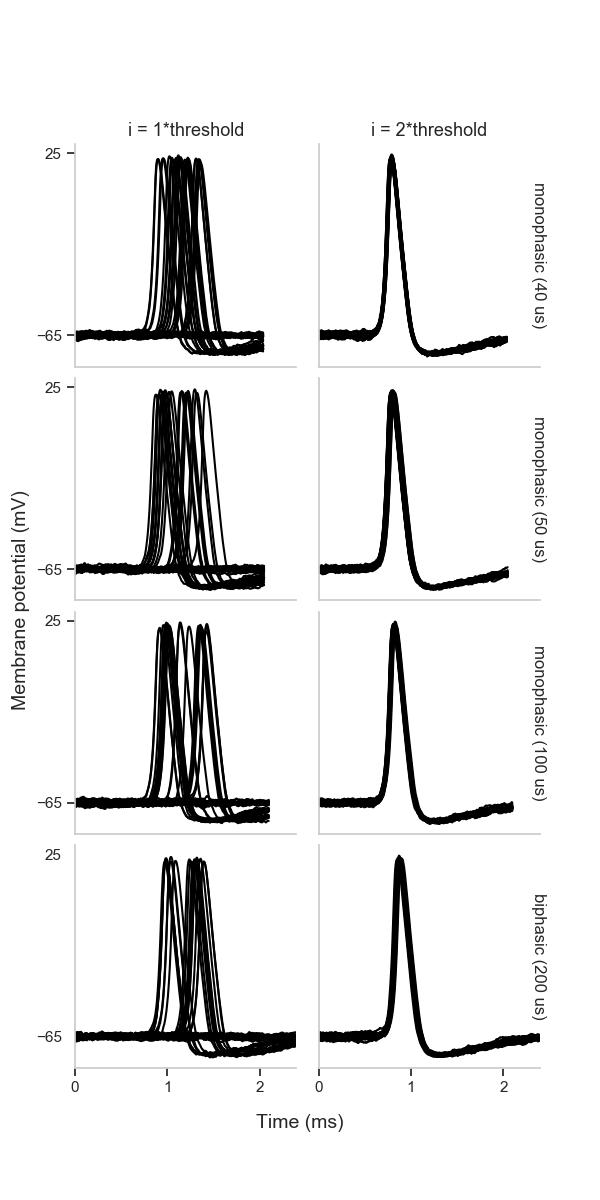 i = 1*threshold
i = 2*threshold
25
−65
monophasic (40 us)
25
−65
monophasic (50 us)
Membrane potential (mV)
25
−65
monophasic (100 us)
25
−65
biphasic (200 us)
0
1
2
0
1
2
Time (ms)